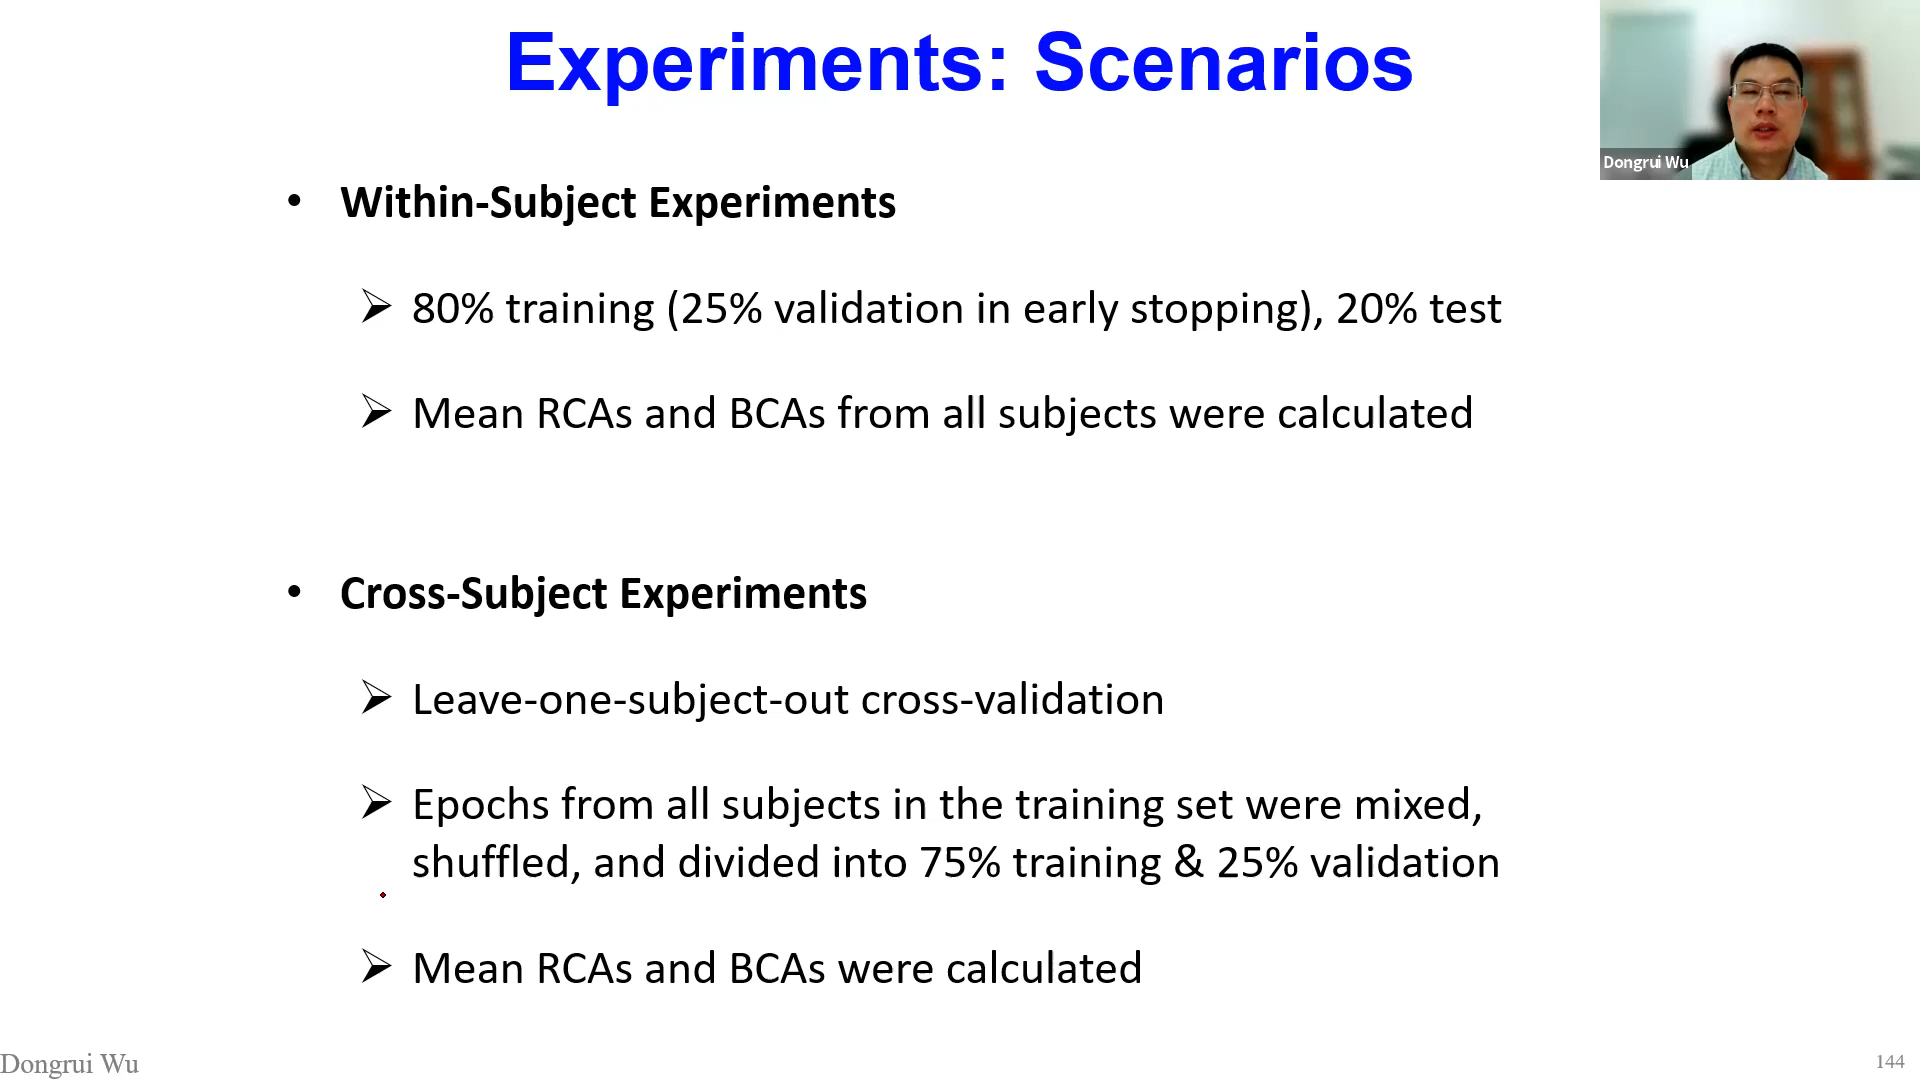 Experiments: Scenarios
Dongrui Wu
• Within-Subject Experiments
➢ 80% training (25% validation in early stopping), 20% test
➢ Mean RCAs and BCAs from all subjects were calculated
• Cross-Subject Experiments
➢ Leave-one-subject-out cross-validation
➢ Epochs from all subjects in the training set were mixed,
shuffled, and divided into 75% training & 25% validation
➢ Mean RCAs and BCAs were calculated
Dongrui Wu
144